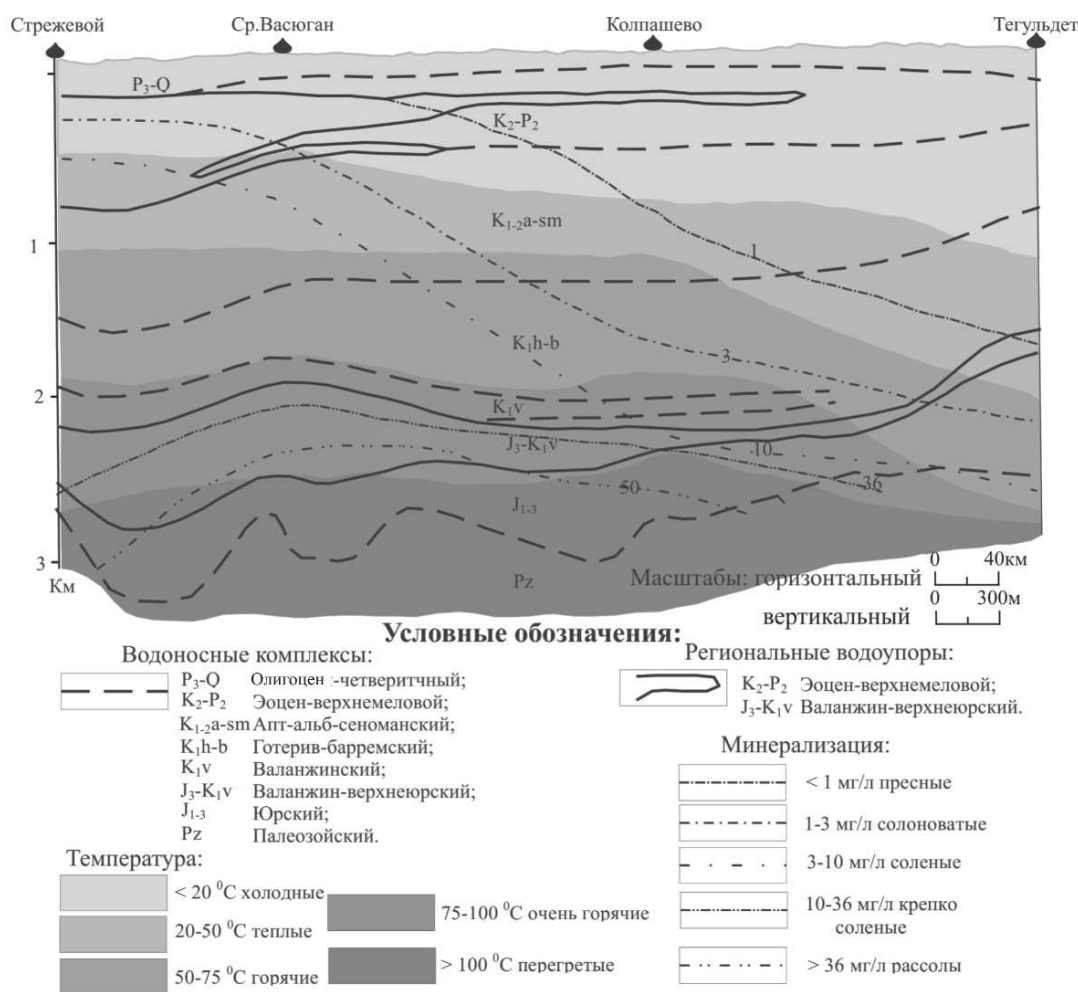 Стрежевой Ср.Васюган Колпашево Тегульдет
P₃-Q
K₂-P₂
K₁₋₂a-sm
1
1
K₁h-b
3
2
K₁v
J₃-K₁v
10
36
50
J₁₋₃
3
Км
Pz
0 40км
Масштабы: горизонтальный
0 300м
вертикальный
Условные обозначения:
Водоносные комплексы:
P₃-Q Олигоцен -четверитчный;
K₂-P₂ Эоцен-верхнемеловой;
K₁₋₂a-sm Апт-альб-сеноманский;
K₁h-b Готерив-барремский;
K₁v Валанжинский;
J₃-K₁v Валанжин-верхнеюрский;
J₁₋₃ Юрский;
Pz Палеозойский.
Региональные водоупоры:
K₂-P₂ Эоцен-верхнемеловой;
J₃-K₁v Валанжин-верхнеюрский.
Минерализация:
< 1 мг/л пресные
1-3 мг/л солоноватые
3-10 мг/л соленые
10-36 мг/л крепко
соленые
> 36 мг/л рассолы
Температура:
< 20 ⁰C холодные
20-50 ⁰C теплые
50-75 ⁰C горячие
75-100 ⁰C очень горячие
> 100 ⁰C перегретые